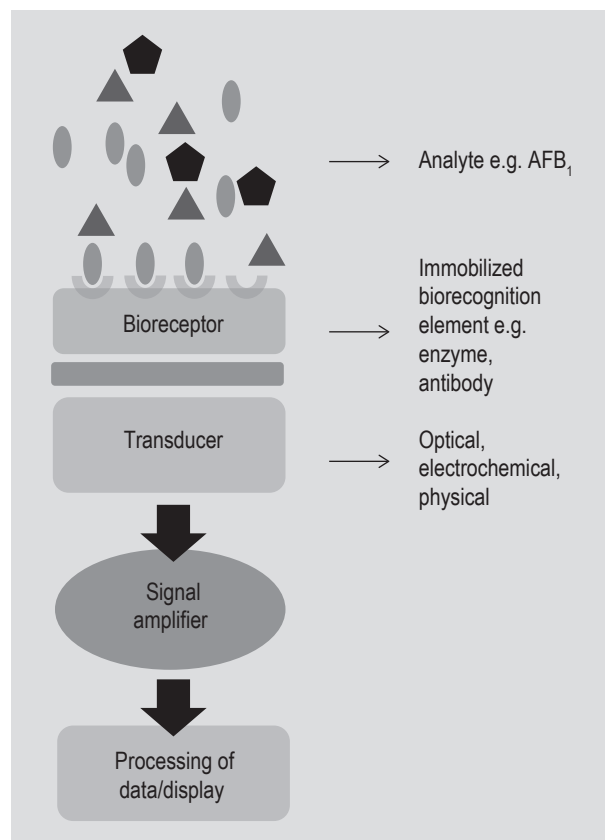 Analyte e.g. AFB₁
Immobilized
biorecognition
element e.g.
enzyme,
antibody
Bioreceptor
Transducer
Optical,
electrochemical,
physical
Signal
amplifier
Processing of
data/display